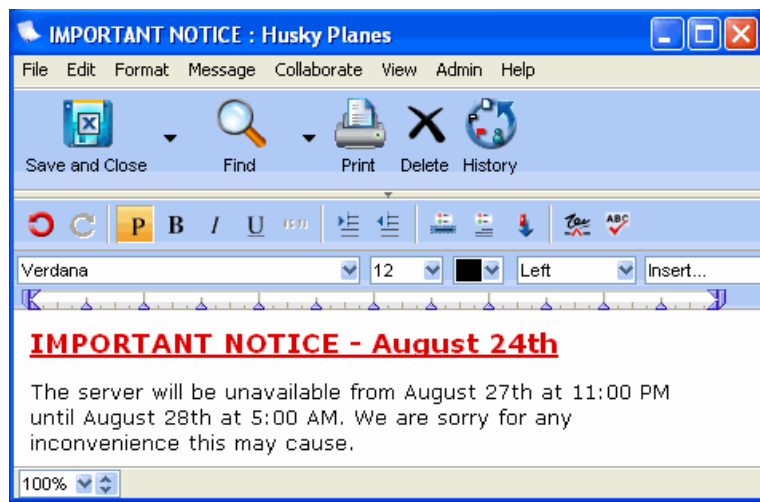 IMPORTANT NOTICE : Husky Planes
File Edit Format Message Collaborate View Admin Help
Save and Close Find Print Delete History
P B I U
ABC
Verdana 12 Left Insert...
IMPORTANT NOTICE - August 24th
The server will be unavailable from August 27th at 11:00 PM
until August 28th at 5:00 AM. We are sorry for any
inconvenience this may cause.
100%